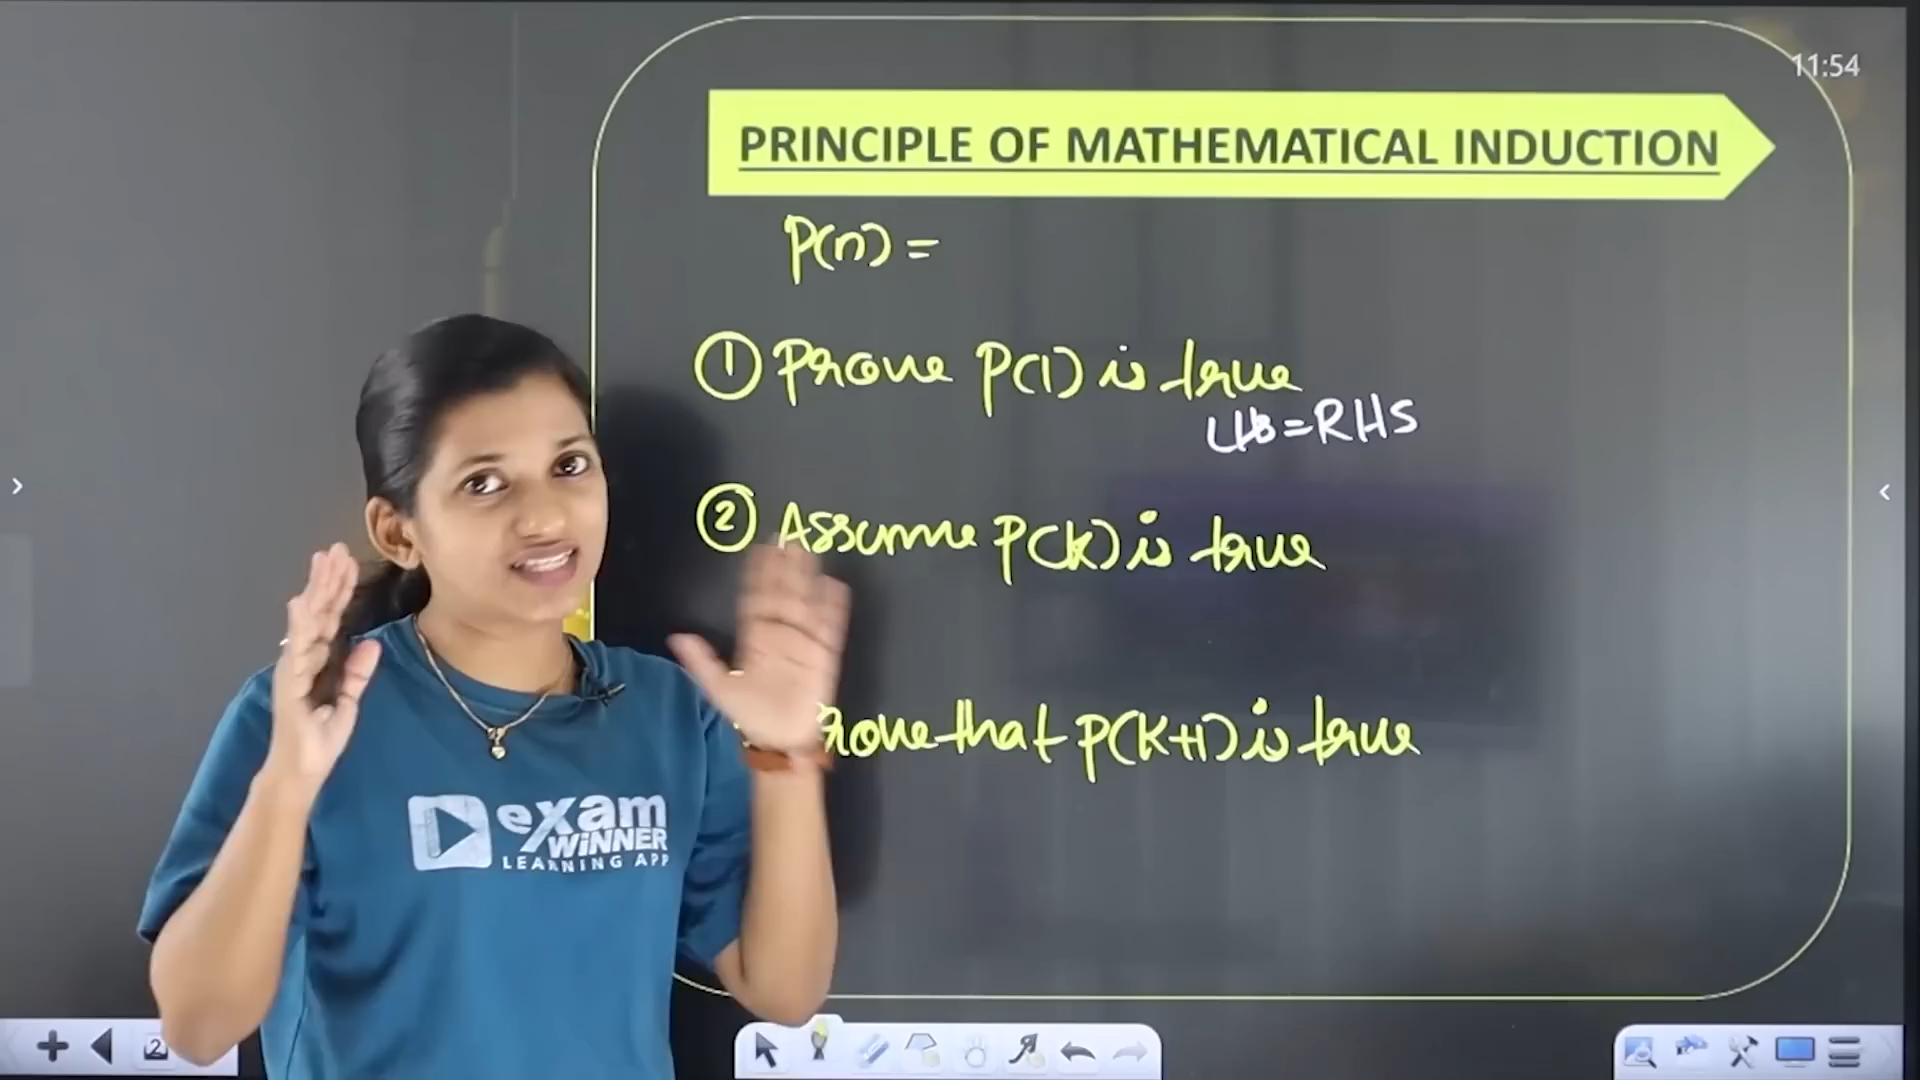 11:54
PRINCIPLE OF MATHEMATICAL INDUCTION
P(n) =
① Prove P(1) is true
LHS=RHS
② Assume P(k) is true
rove that P(k+1) is true
exam
WiNNER
LEARNING APP
2